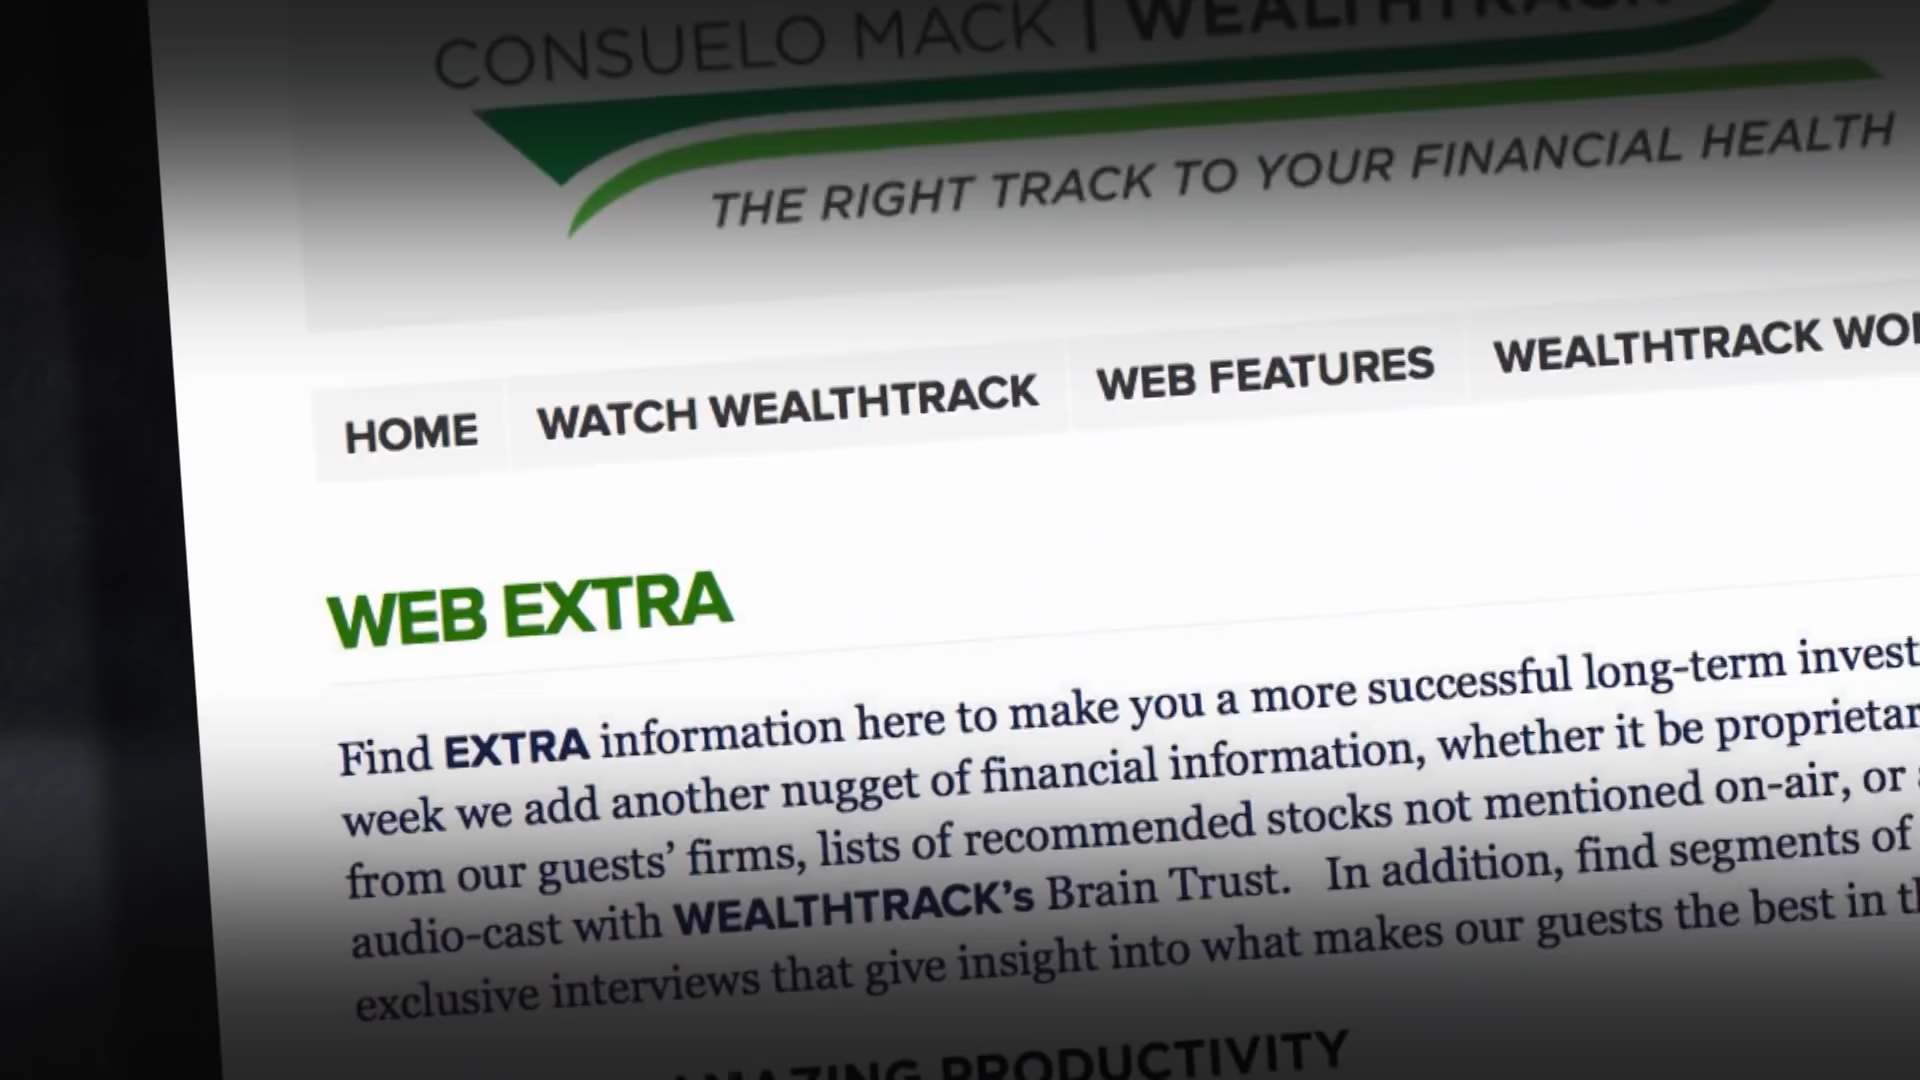 CONSUELO MACK | WEALTHTRACK
THE RIGHT TRACK TO YOUR FINANCIAL HEALTH
HOME WATCH WEALTHTRACK WEB FEATURES WEALTHTRACK
WEB EXTRA
Find EXTRA information here to make you a more successful long-term
week we add another nugget of financial information, whether it be
from our guests' firms, lists of recommended stocks not mentioned on-air, or
audio-cast with WEALTHTRACK's Brain Trust. In addition, find segments of
exclusive interviews that give insight into what makes our guests the best in
PRODUCTIVITY